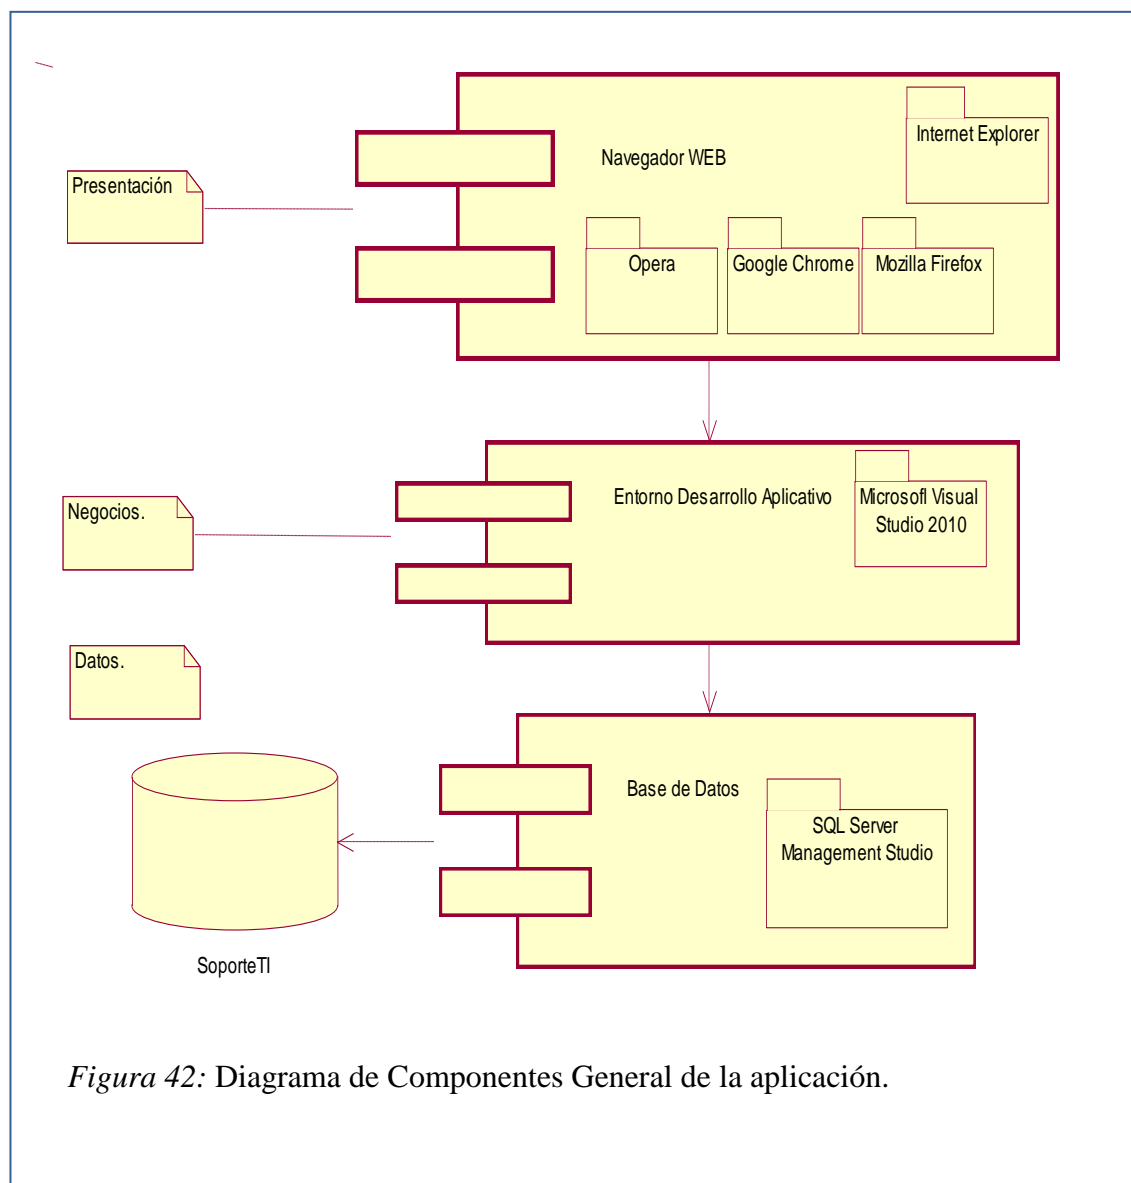 Internet Explorer
Navegador WEB
Presentación
Opera
Google Chrome
Mozilla Firefox
Negocios.
Entorno Desarrollo Aplicativo
Microsofl Visual
Studio 2010
Datos.
Base de Datos
SQL Server
Management Studio
SoporteTI
Figura 42: Diagrama de Componentes General de la aplicación.